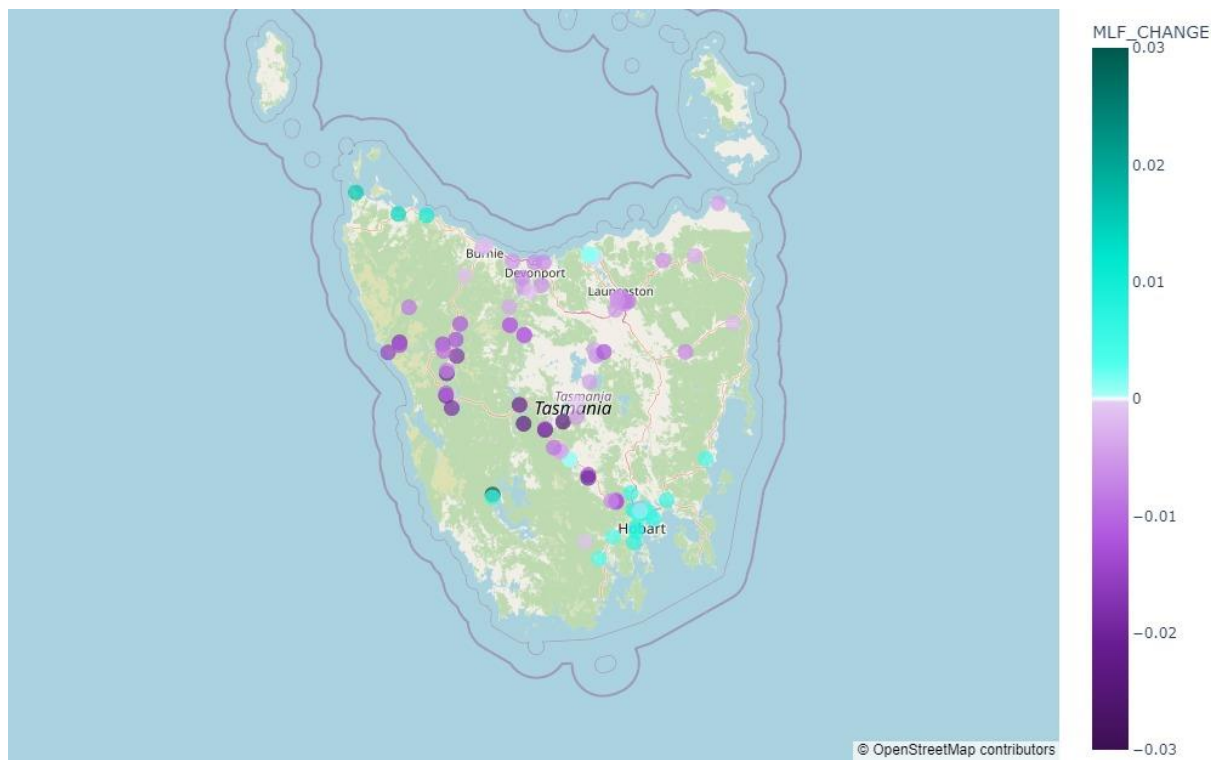 MLF_CHANGE
0.03
0.02
0.01
0
−0.01
−0.02
−0.03
Burnie
Devonport
Launceston
Tasmania
Tasmania
Hobart
© OpenStreetMap contributors